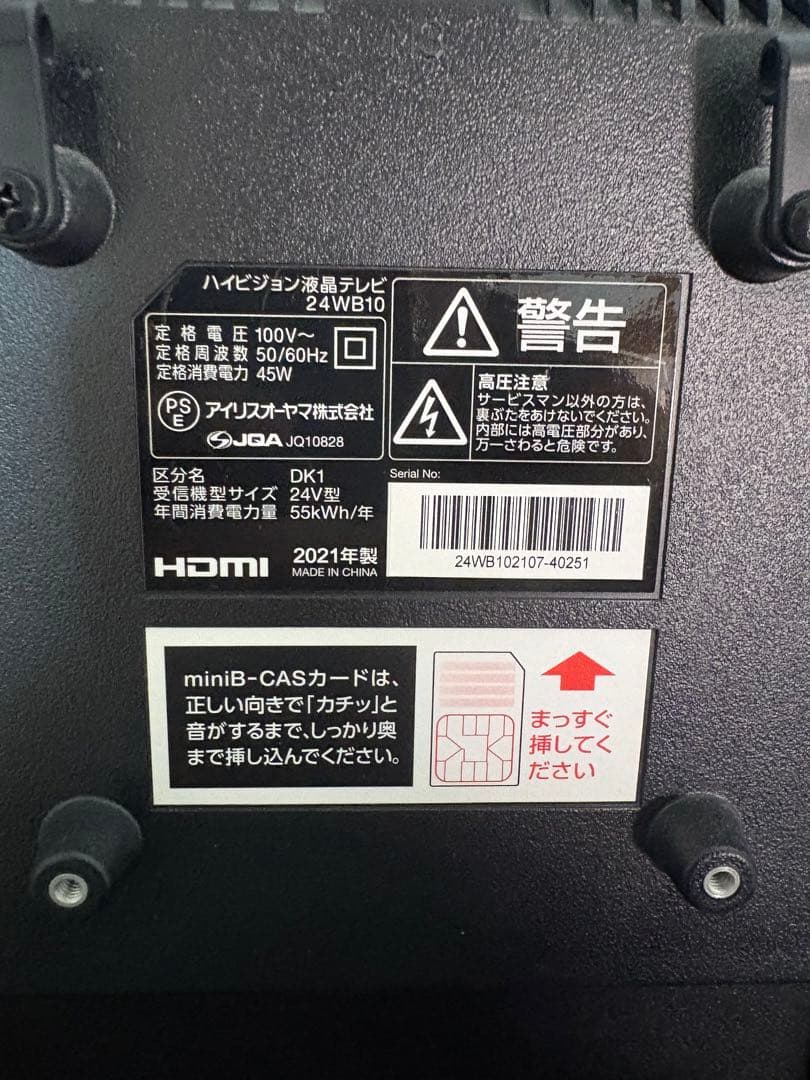 ハイビジョン液晶テレビ
24WB10
定格電圧 100V～
定格周波数 50/60Hz
定格消費電力 45W
PS
E
アイリスオーヤマ株式会社
JQA JQ10828
区分名 DK1
受信機型サイズ 24V型
年間消費電力量 55kWh/年
HDMI
2021年製
MADE IN CHINA
警告
高圧注意
サービスマン以外の方は、
裏ぶたをあけないでください。
内部には高電圧部分があり、
万一さわると危険です。
Serial No:
24WB102107-40251
miniB-CASカードは、
正しい向きで「カチッ」と
音がするまで、しっかり奥
まで挿し込んでください。
まっすぐ
挿してく
ださい